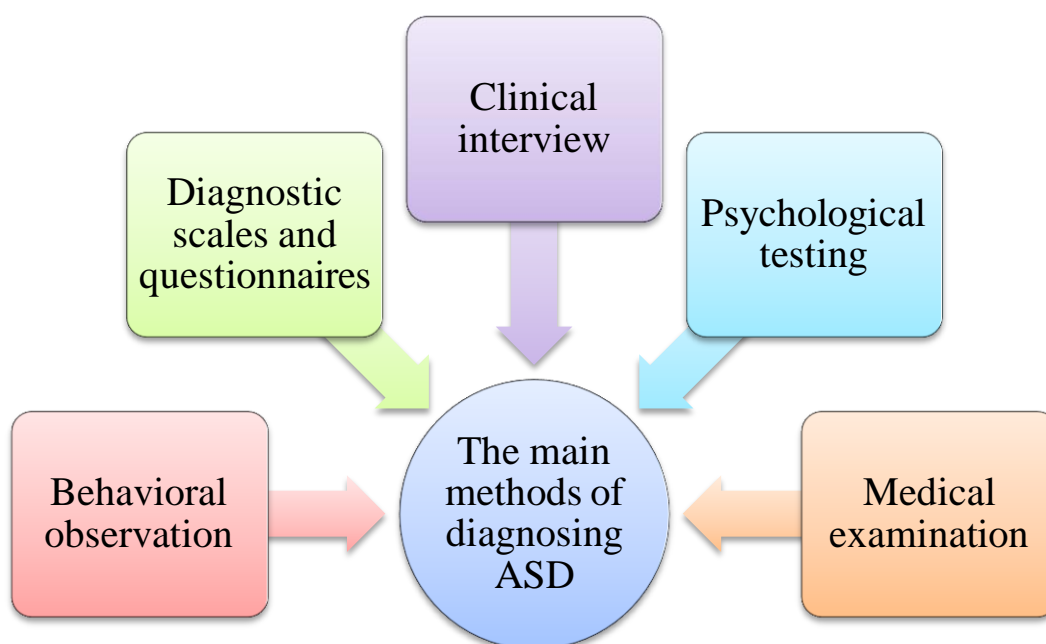 Clinical
interview
Diagnostic
scales and
questionnaires
Psychological
testing
Behavioral
observation
The main
methods of
diagnosing
ASD
Medical
examination